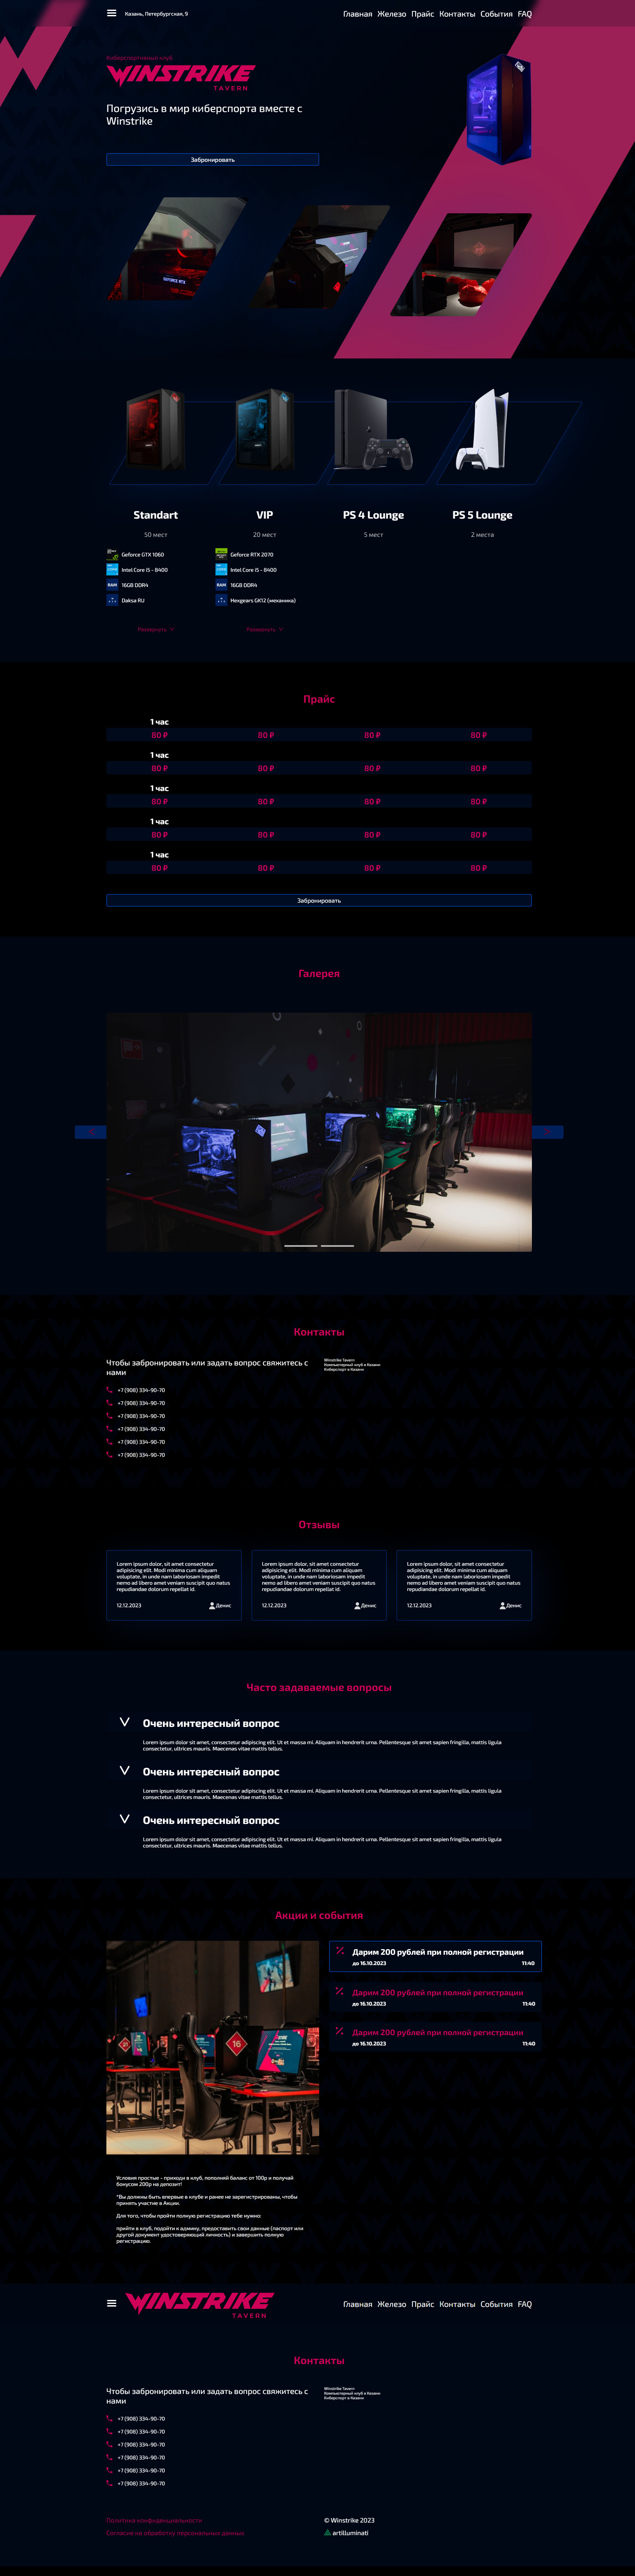 Казань, Петербургская, 9
Главная Железо Прайс Контакты События FAQ
Киберспортивный клуб
WINSTRIKE
TAVERN
Погрузись в мир киберспорта вместе с
Winstrike
Забронировать
GEFORCE RTX
Standart
VIP
PS 4 Lounge
PS 5 Lounge
50 мест
20 мест
5 мест
2 места
Geforce GTX 1060
Geforce RTX 2070
Intel Core i5 - 8400
Intel Core i5 - 8400
RAM
16GB DDR4
RAM
16GB DDR4
Daksa RU
Hexgears GK12 (механика)
Развернуть
Развернуть
Прайс
1 час
80 ₽ 80 ₽ 80 ₽ 80 ₽
1 час
80 ₽ 80 ₽ 80 ₽ 80 ₽
1 час
80 ₽ 80 ₽ 80 ₽ 80 ₽
1 час
80 ₽ 80 ₽ 80 ₽ 80 ₽
1 час
80 ₽ 80 ₽ 80 ₽ 80 ₽
Забронировать
Галерея
Контакты
Чтобы забронировать или задать вопрос свяжитесь с
нами
+7 (908) 334-90-70
+7 (908) 334-90-70
+7 (908) 334-90-70
+7 (908) 334-90-70
+7 (908) 334-90-70
+7 (908) 334-90-70
Winstrike Tavern
Компьютерный клуб в Казани
Киберспорт в Казани
Отзывы
Lorem ipsum dolor, sit amet consectetur
adipisicing elit. Modi minima cum aliquam
voluptate, in unde nam laboriosam impedit
nemo ad libero amet veniam suscipit quo natus
repudiandae dolorum repellat id.
12.12.2023
Денис
Lorem ipsum dolor, sit amet consectetur
adipisicing elit. Modi minima cum aliquam
voluptate, in unde nam laboriosam impedit
nemo ad libero amet veniam suscipit quo natus
repudiandae dolorum repellat id.
12.12.2023
Денис
Lorem ipsum dolor, sit amet consectetur
adipisicing elit. Modi minima cum aliquam
voluptate, in unde nam laboriosam impedit
nemo ad libero amet veniam suscipit quo natus
repudiandae dolorum repellat id.
12.12.2023
Денис
Часто задаваемые вопросы
Очень интересный вопрос
Lorem ipsum dolor sit amet, consectetur adipiscing elit. Ut et massa mi. Aliquam in hendrerit urna. Pellentesque sit amet sapien fringilla, mattis ligula
consectetur, ultrices mauris. Maecenas vitae mattis tellus.
Очень интересный вопрос
Lorem ipsum dolor sit amet, consectetur adipiscing elit. Ut et massa mi. Aliquam in hendrerit urna. Pellentesque sit amet sapien fringilla, mattis ligula
consectetur, ultrices mauris. Maecenas vitae mattis tellus.
Очень интересный вопрос
Lorem ipsum dolor sit amet, consectetur adipiscing elit. Ut et massa mi. Aliquam in hendrerit urna. Pellentesque sit amet sapien fringilla, mattis ligula
consectetur, ultrices mauris. Maecenas vitae mattis tellus.
Акции и события
16
Дарим 200 рублей при полной регистрации
до 16.10.2023
11:40
Дарим 200 рублей при полной регистрации
до 16.10.2023
11:40
Дарим 200 рублей при полной регистрации
до 16.10.2023
11:40
Условия простые - приходи в клуб, пополняй баланс от 100р и получай
бонусом 200р на депозит!
*Вы должны быть впервые в клубе и ранее не зарегистрированы, чтобы
принять участие в Акции.
Для того, чтобы пройти полную регистрацию тебе нужно:
прийти в клуб, подойти к админу, предоставить свои данные (паспорт или
другой документ удостоверяющий личность) и завершить полную
регистрацию.
WINSTRIKE
TAVERN
Главная Железо Прайс Контакты События FAQ
Контакты
Чтобы забронировать или задать вопрос свяжитесь с
нами
+7 (908) 334-90-70
+7 (908) 334-90-70
+7 (908) 334-90-70
+7 (908) 334-90-70
+7 (908) 334-90-70
+7 (908) 334-90-70
Winstrike Tavern
Компьютерный клуб в Казани
Киберспорт в Казани
Политика конфиденциальности
Согласие на обработку персональных данных
© Winstrike 2023
artilluminati